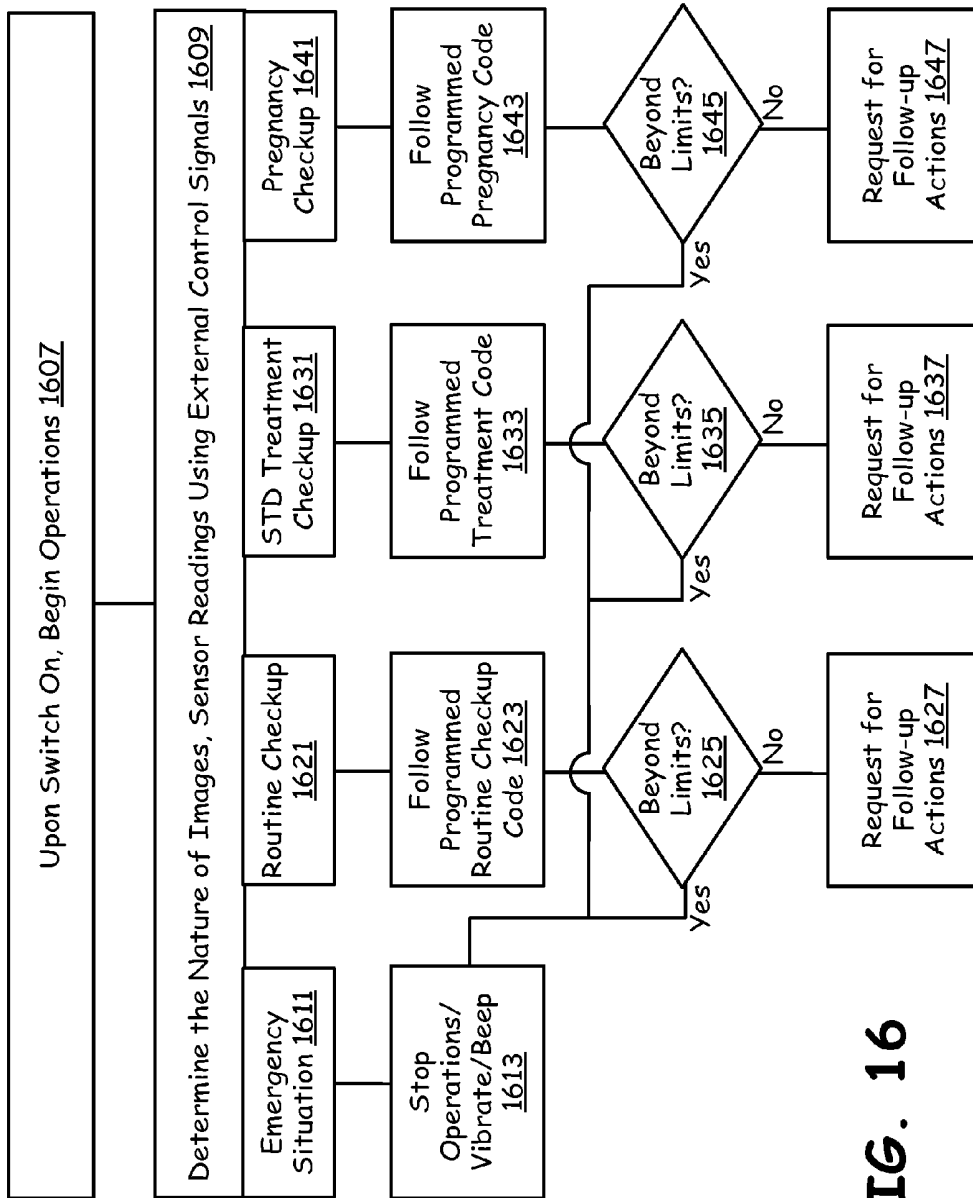 Upon Switch On, Begin Operations 1607
Determine the Nature of Images, Sensor Readings Using External Control Signals 1609
Emergency
Situation 1611
Routine Checkup
1621
STD Treatment
Checkup 1631
Pregnancy
Checkup 1641
Stop
Operations/
Vibrate/Beep
1613
Follow
Programmed
Routine Checkup
Code 1623
Follow
Programmed
Treatment Code
1633
Follow
Programmed
Pregnancy Code
1643
Beyond
Limits?
1625
Yes
No
Beyond
Limits?
1635
Yes
No
Beyond
Limits?
1645
Yes
No
Request for
Follow-up
Actions 1627
Request for
Follow-up
Actions 1637
Request for
Follow-up
Actions 1647
IG. 16